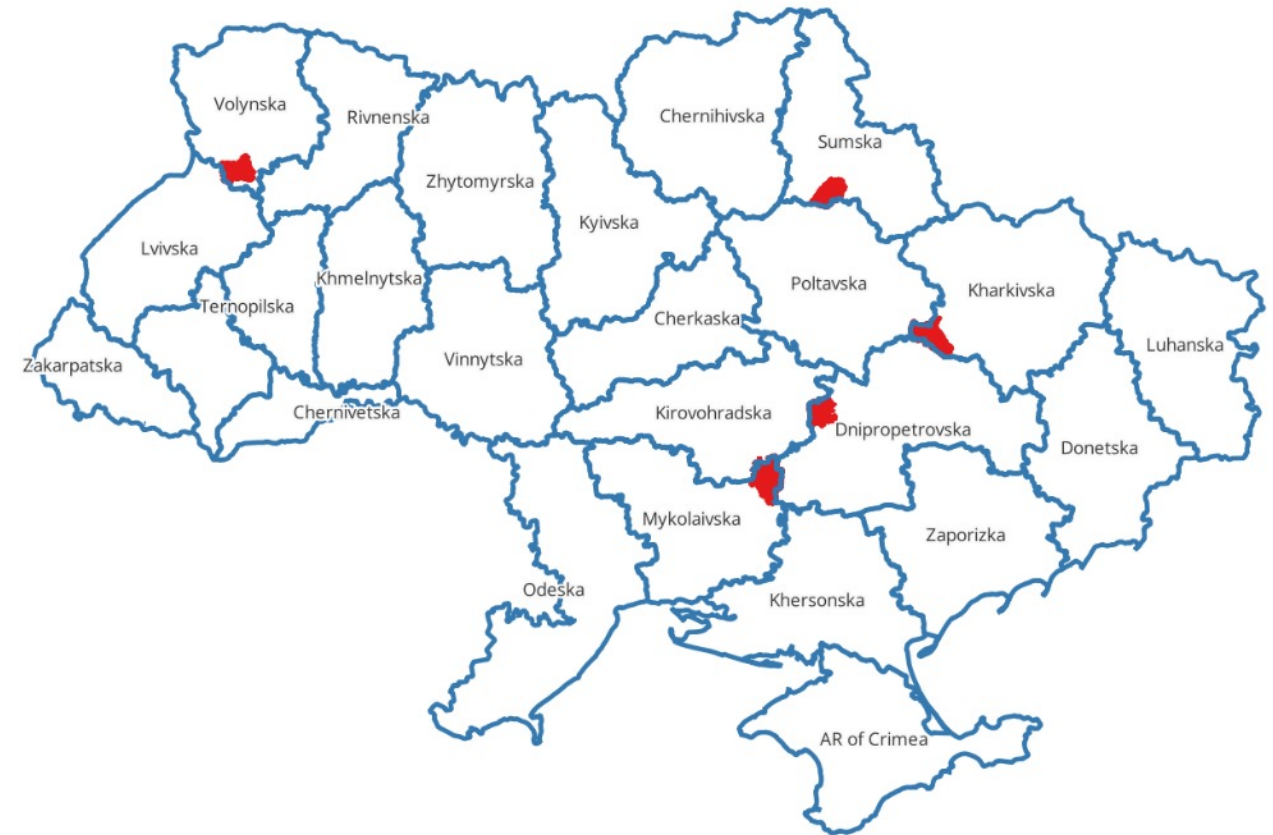 Volynska
Rivnenska
Chernihivska
Sumska
Zhytomyrska
Kyivska
Lvivska
Khmelnytska
Ternopilska
Poltavska
Kharkivska
Cherkaska
Luhanska
Zakarpatska
Vinnytska
Chernivetska
Kirovohradska
Dnipropetrovska
Donetska
Mykolaivska
Zaporizka
Odeska
Khersonska
AR of Crimea